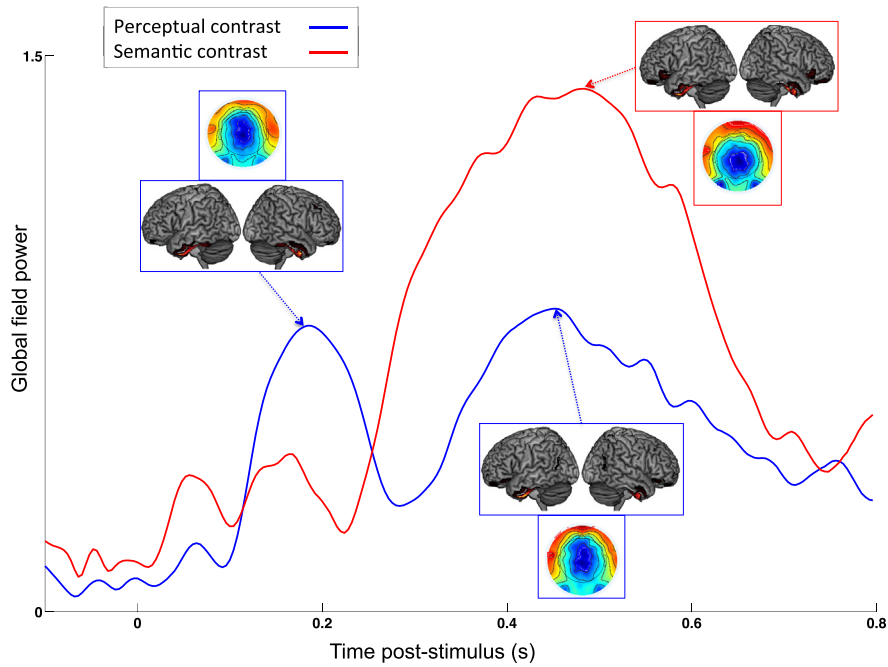 Perceptual contrast
Semantic contrast
1.5
Global field power
0
0
0.2
0.4
0.6
0.8
Time post-stimulus (s)